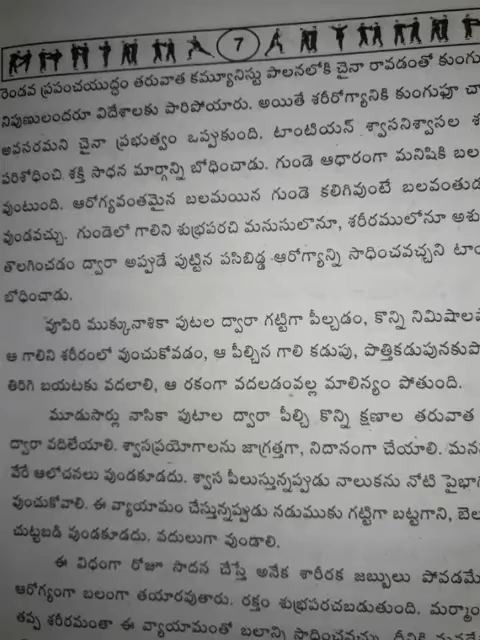 7
రెండవ ప్రపంచయుద్ధం తరువాత కమ్యూనిస్టు పాలనలోకి చైనా రావడంతో కుంగు
నిపుణులందరూ విదేశాలకు పారిపోయారు. అయితే శరీరోగ్యానికి కుంగుఫూ చా
అవసరమని చైనా ప్రభుత్వం ఒప్పుకుంది. టాంటియన్ శ్వాసనిశ్వాసల శ
పరిశోధించి శక్తి సాధన మార్గాన్ని బోధించాడు. గుండె ఆధారంగా మనిషికి బల
వుంటుంది. ఆరోగ్యవంతమైన బలమయిన గుండె కలిగివుంటే బలవంతుడ
వుండవచ్చు. గుండెలో గాలిని శుభ్రపరచి మనుసులొనూ, శరీరములోనూ అశు
తొలగించడం ద్వారా అప్పుడే పుట్టిన పసిబిడ్డ ఆరోగ్యాన్ని సాధించవచ్చని టాం
బోధించాడు.
వూపిరి ముక్కునాశికా పుటల ద్వారా గట్టిగా పీల్చడం, కొన్ని నిమిషాల
ఆ గాలిని శరీరంలో వుంచుకోవడం, ఆ పీల్చిన గాలి కడుపు, పొత్తికడుపునకుపా
తిరిగి బయటకు వదలాలి, ఆ రకంగా వదలడంవల్ల మాలిన్యం పోతుంది.
మూడుసార్లు నాసికా పుటాల ద్వారా పీల్చి కొన్ని క్షణాల తరువాత
ద్వారా వదిలేయాలి. శ్వాసప్రయోగాలను జాగ్రత్తగా, నిదానంగా చేయాలి. మన
వేరే ఆలోచనలు వుండకూడదు. శ్వాస పీలుస్తున్నప్పుడు నాలుకను నోటి పైభా
వుంచుకోవాలి. ఈ వ్యాయామం చేస్తున్నప్పుడు నడుముకు గట్టిగా బట్టగాని, బెల
చుట్టబడి వుండకూడదు. వదులుగా వుండాలి.
ఈ విధంగా రోజూ సాదన చేస్తే అనేక శారీరక జబ్బులు పోవడమే
ఆరోగ్యంగా బలంగా తయారవుతారు. రక్తం శుభ్రపరచబడుతుంది. మర్మాం
తప్ప శరీరమంతా ఈ వ్యాయామంతో బలాన్ని